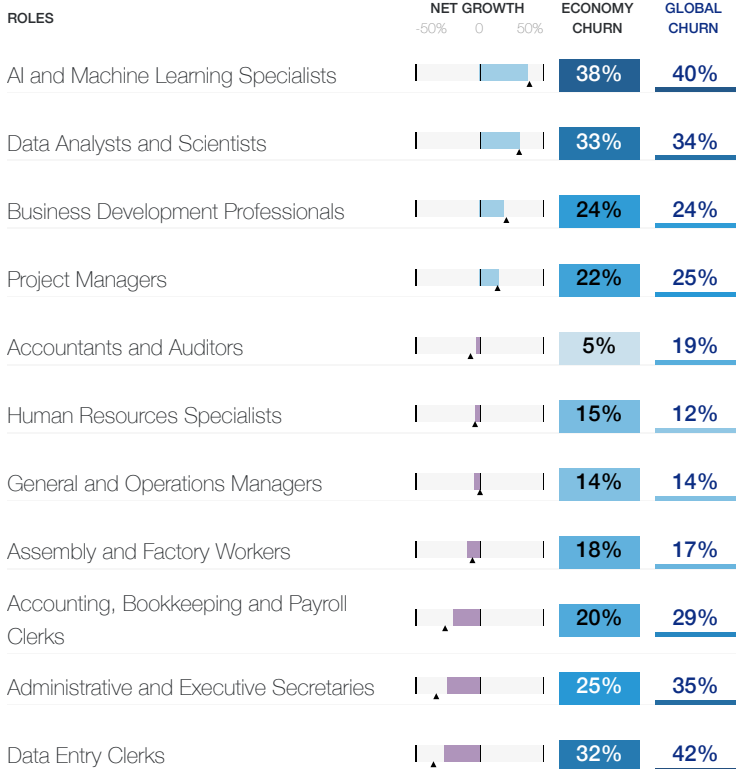 ROLES NET GROWTH ECONOMY CHURN GLOBAL CHURN
-50% 0 50%
AI and Machine Learning Specialists 38% 40%
Data Analysts and Scientists 33% 34%
Business Development Professionals 24% 24%
Project Managers 22% 25%
Accountants and Auditors 5% 19%
Human Resources Specialists 15% 12%
General and Operations Managers 14% 14%
Assembly and Factory Workers 18% 17%
Accounting, Bookkeeping and Payroll
Clerks 20% 29%
Administrative and Executive Secretaries 25% 35%
Data Entry Clerks 32% 42%